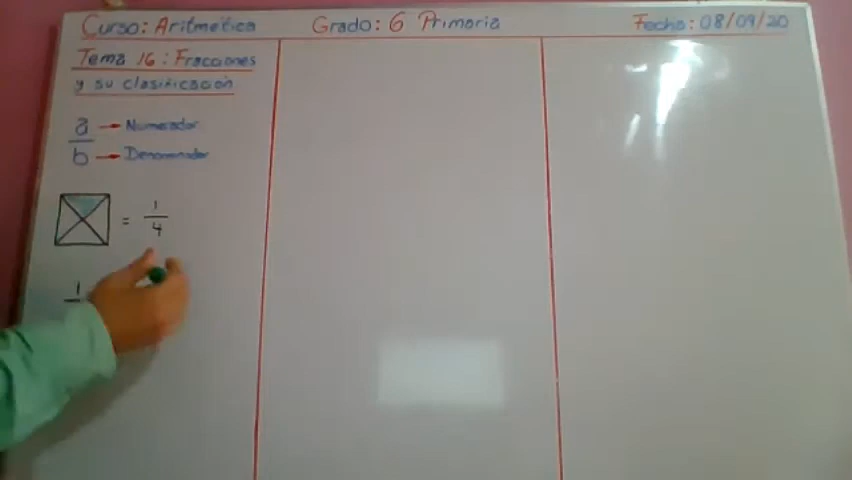 Curso: Aritmética Grado: 6 Primaria Fecha: 08/09/20
Tema 16: Fracciones
y su clasificación
a → Numerador
b → Denominador
= 1/4
1